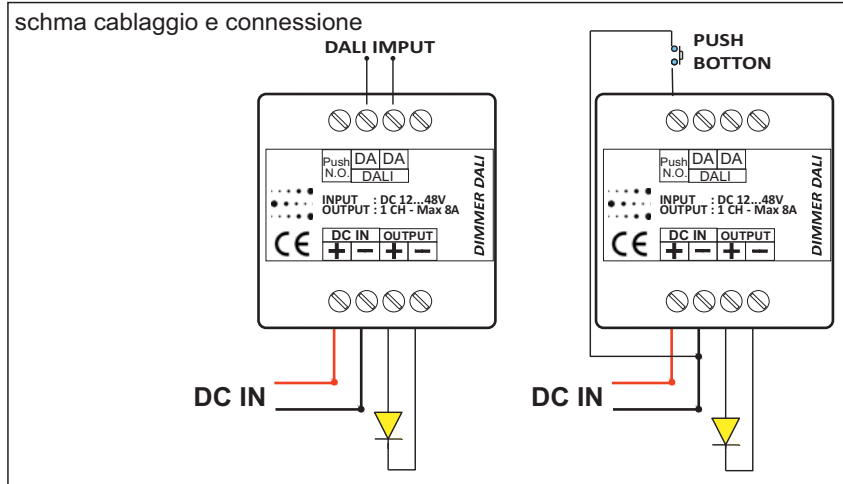 schma cablaggio e connessione
DALI IMPUT
Push
N.O.
DA DA
DALI
INPUT : DC 12...48V
OUTPUT : 1 CH - Max 8A
DIMMER DALI
CE
DC IN OUTPUT
+ − + −
DC IN
PUSH
BOTTON
Push
N.O.
DA DA
DALI
INPUT : DC 12...48V
OUTPUT : 1 CH - Max 8A
DIMMER DALI
CE
DC IN OUTPUT
+ − + −
DC IN